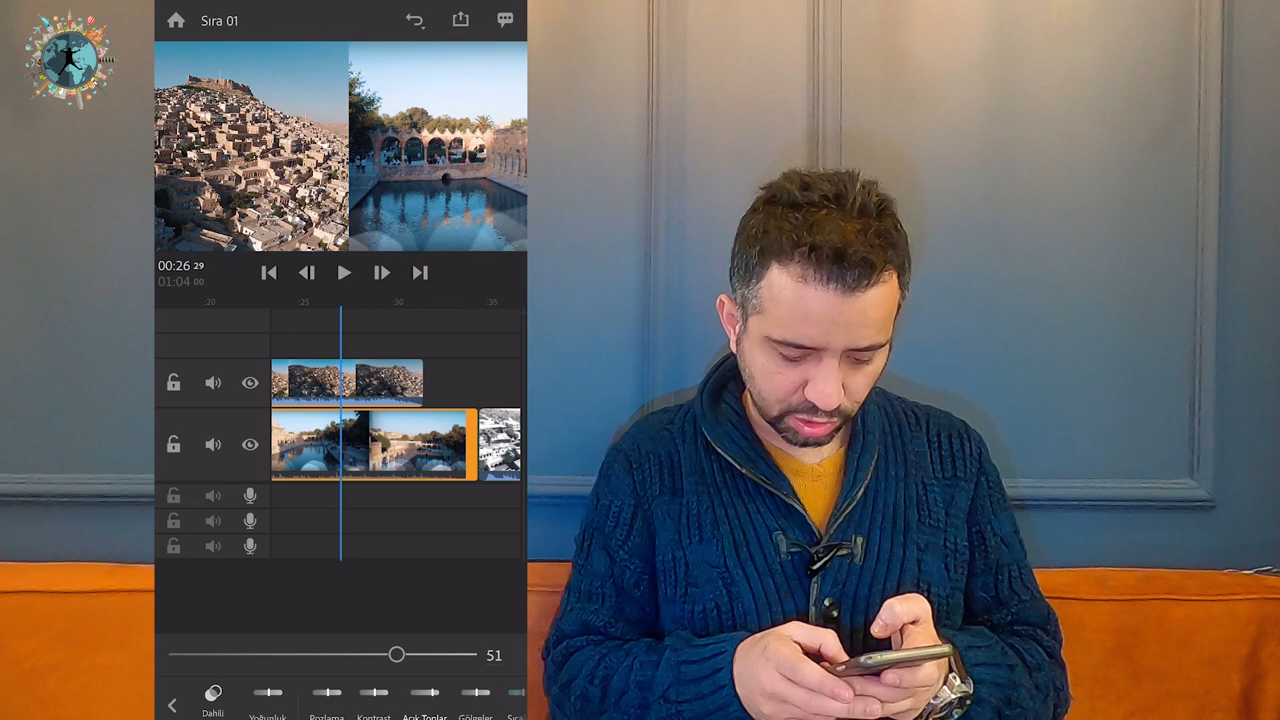 Sıra 01
00:26 29
01:04 00
:20 :25 :30 :35
51
Dahili Yoğunluk Pozlama Kontrast Açık Tonlar Gölgeler